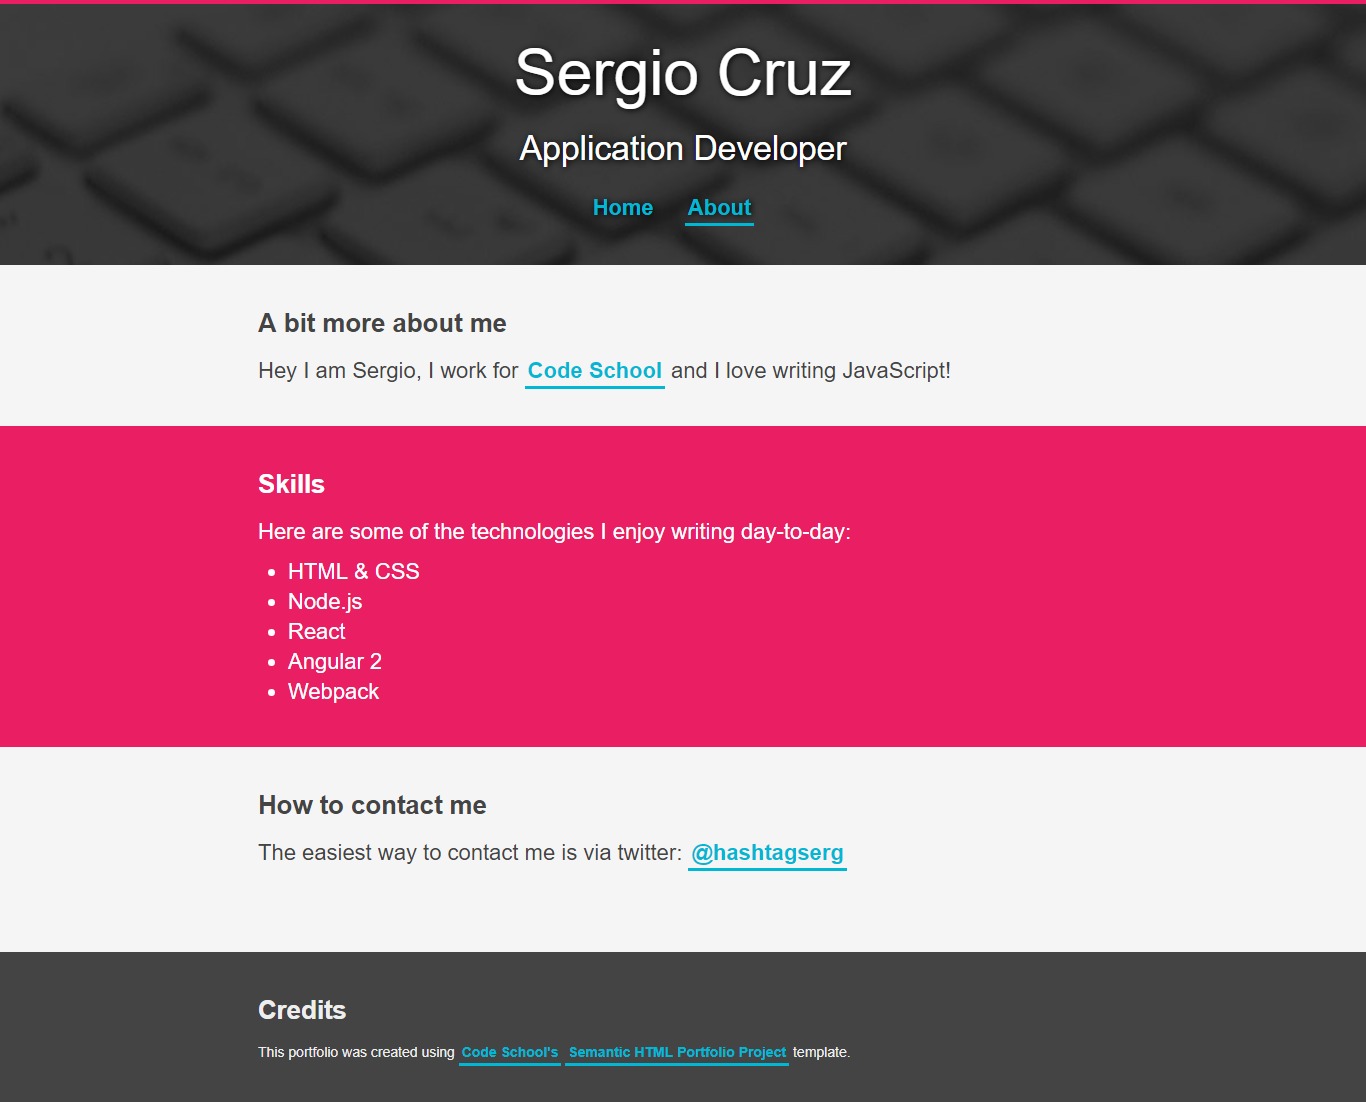 Sergio Cruz
Application Developer
Home About
A bit more about me
Hey I am Sergio, I work for Code School and I love writing JavaScript!
Skills
Here are some of the technologies I enjoy writing day-to-day:
• HTML & CSS
• Node.js
• React
• Angular 2
• Webpack
How to contact me
The easiest way to contact me is via twitter: @hashtagserg
Credits
This portfolio was created using Code School's Semantic HTML Portfolio Project template.